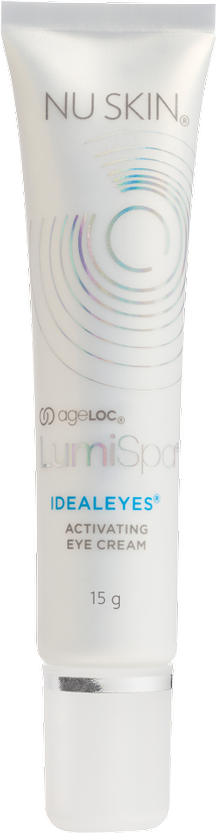 NU SKIN®
ageLOC®
LumiSpa®
IDEALEYES®
ACTIVATING
EYE CREAM
15 g